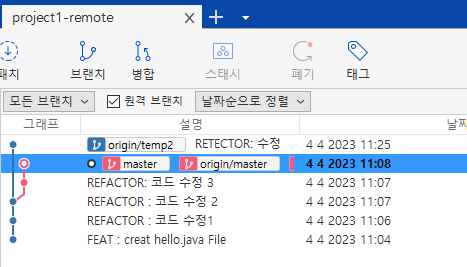 project1-remote
패치 브랜치 병합 스태시 폐기 태그
모든 브랜치 원격 브랜치 날짜순으로 정렬
그래프 설명 날짜
origin/temp2 RETECTOR: 수정 4 4 2023 11:25
master origin/master 4 4 2023 11:08
REFACTOR: 코드 수정 3 4 4 2023 11:07
REFACTOR : 코드 수정 2 4 4 2023 11:07
REFACTOR : 코드 수정1 4 4 2023 11:06
FEAT : creat hello.java File 4 4 2023 11:04